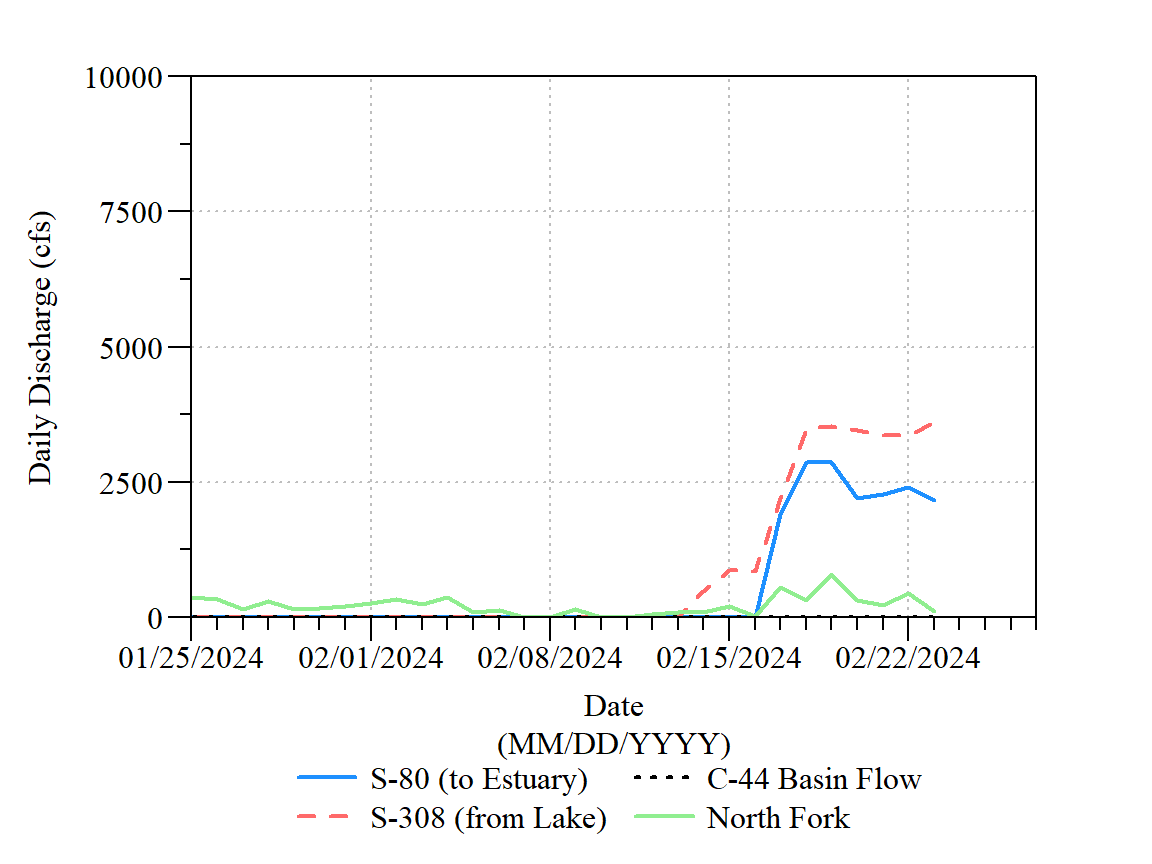 10000
7500
5000
2500
0
Daily Discharge (cfs)
01/25/2024 02/01/2024 02/08/2024 02/15/2024 02/22/2024
Date
(MM/DD/YYYY)
S-80 (to Estuary) C-44 Basin Flow
S-308 (from Lake) North Fork